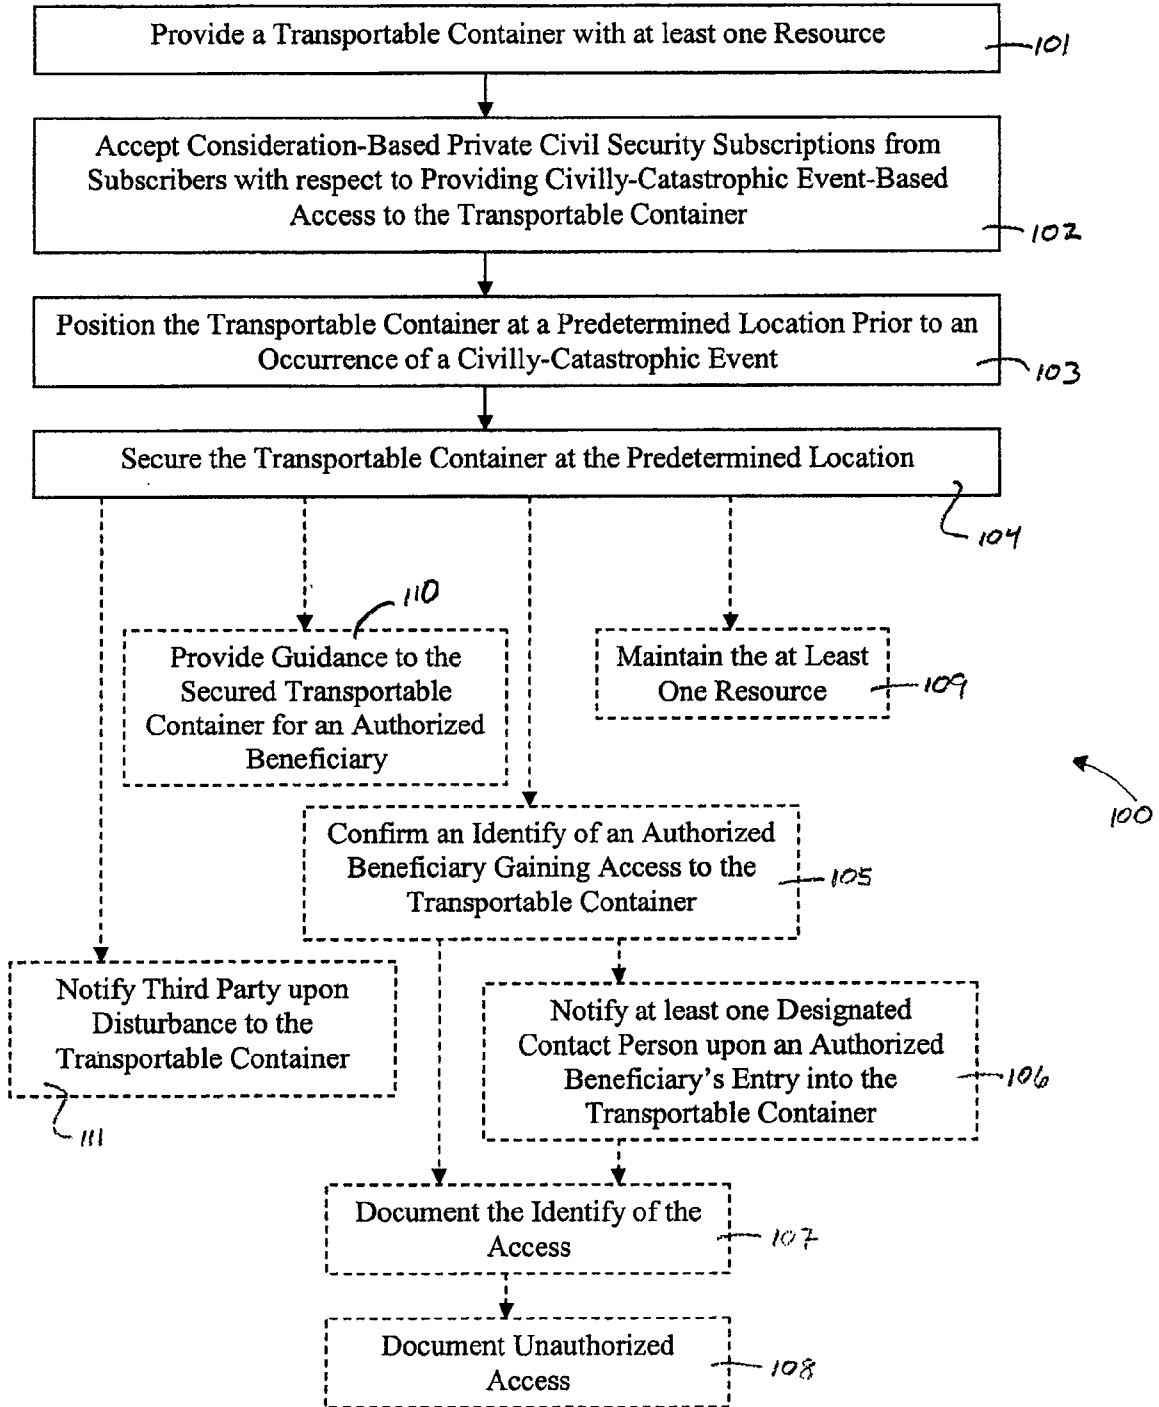 Provide a Transportable Container with at least one Resource
101
Accept Consideration-Based Private Civil Security Subscriptions from
Subscribers with respect to Providing Civilly-Catastrophic Event-Based
Access to the Transportable Container
102
Position the Transportable Container at a Predetermined Location Prior to an
Occurrence of a Civilly-Catastrophic Event
103
Secure the Transportable Container at the Predetermined Location
104
110
Provide Guidance to the
Secured Transportable
Container for an Authorized
Beneficiary
Maintain the at Least
One Resource
109
100
Confirm an Identify of an Authorized
Beneficiary Gaining Access to the
Transportable Container
105
Notify Third Party upon
Disturbance to the
Transportable Container
111
Notify at least one Designated
Contact Person upon an Authorized
Beneficiary's Entry into the
Transportable Container
106
Document the Identify of the
Access
107
Document Unauthorized
Access
108